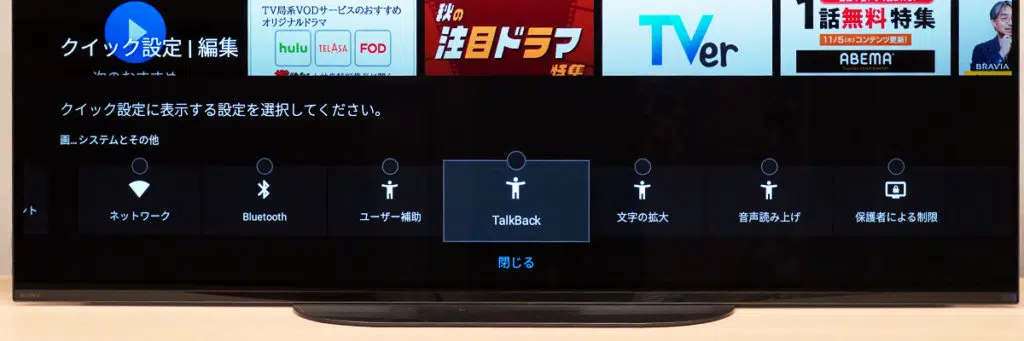 TV局系VODサービスのおすすめ
オリジナルドラマ
hulu
TELASA
FOD
秋の
注目ドラマ
特集
TVer
1話無料特集
11/5(水)コンテンツ更新!
ABEMA
BRAVIA
クイック設定 | 編集
次のおすすめ
クイック設定に表示する設定を選択してください。
画...システムとその他
ント
ネットワーク
Bluetooth
ユーザー補助
TalkBack
文字の拡大
音声読み上げ
保護者による制限
閉じる
SONY